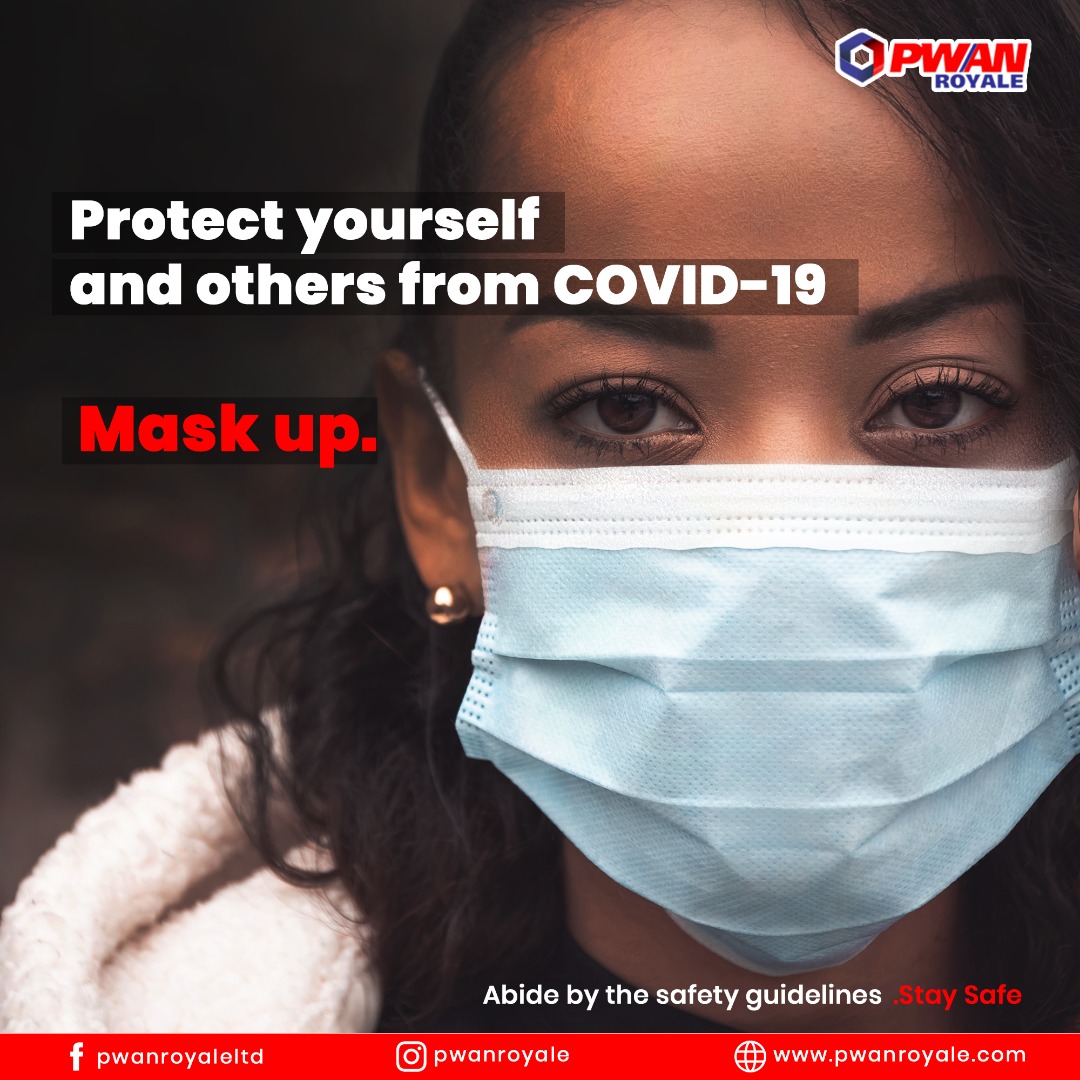 PWAN
ROYALE
Protect yourself
and others from COVID-19
Mask up.
Abide by the safety guidelines .Stay Safe
pwanroyaleltd
pwanroyale
www.pwanroyale.com